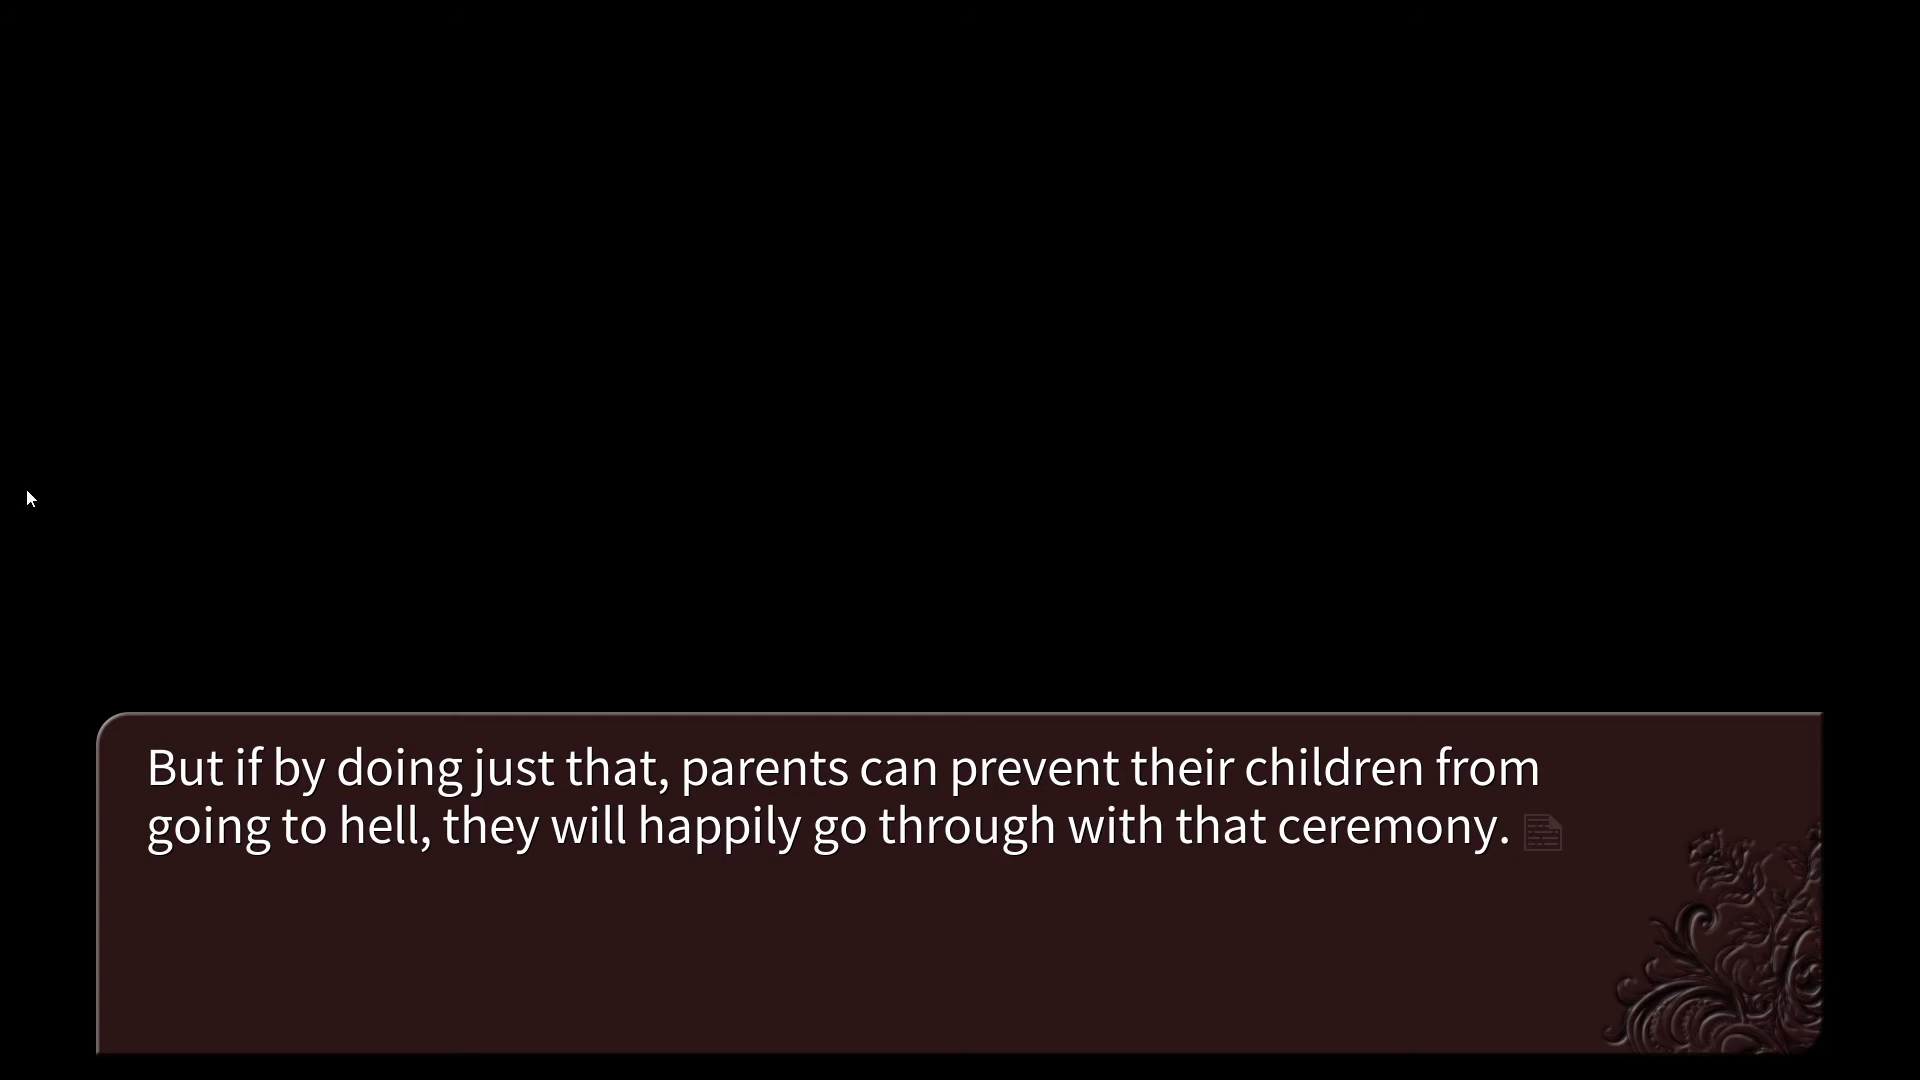 But if by doing just that, parents can prevent their children from
going to hell, they will happily go through with that ceremony.